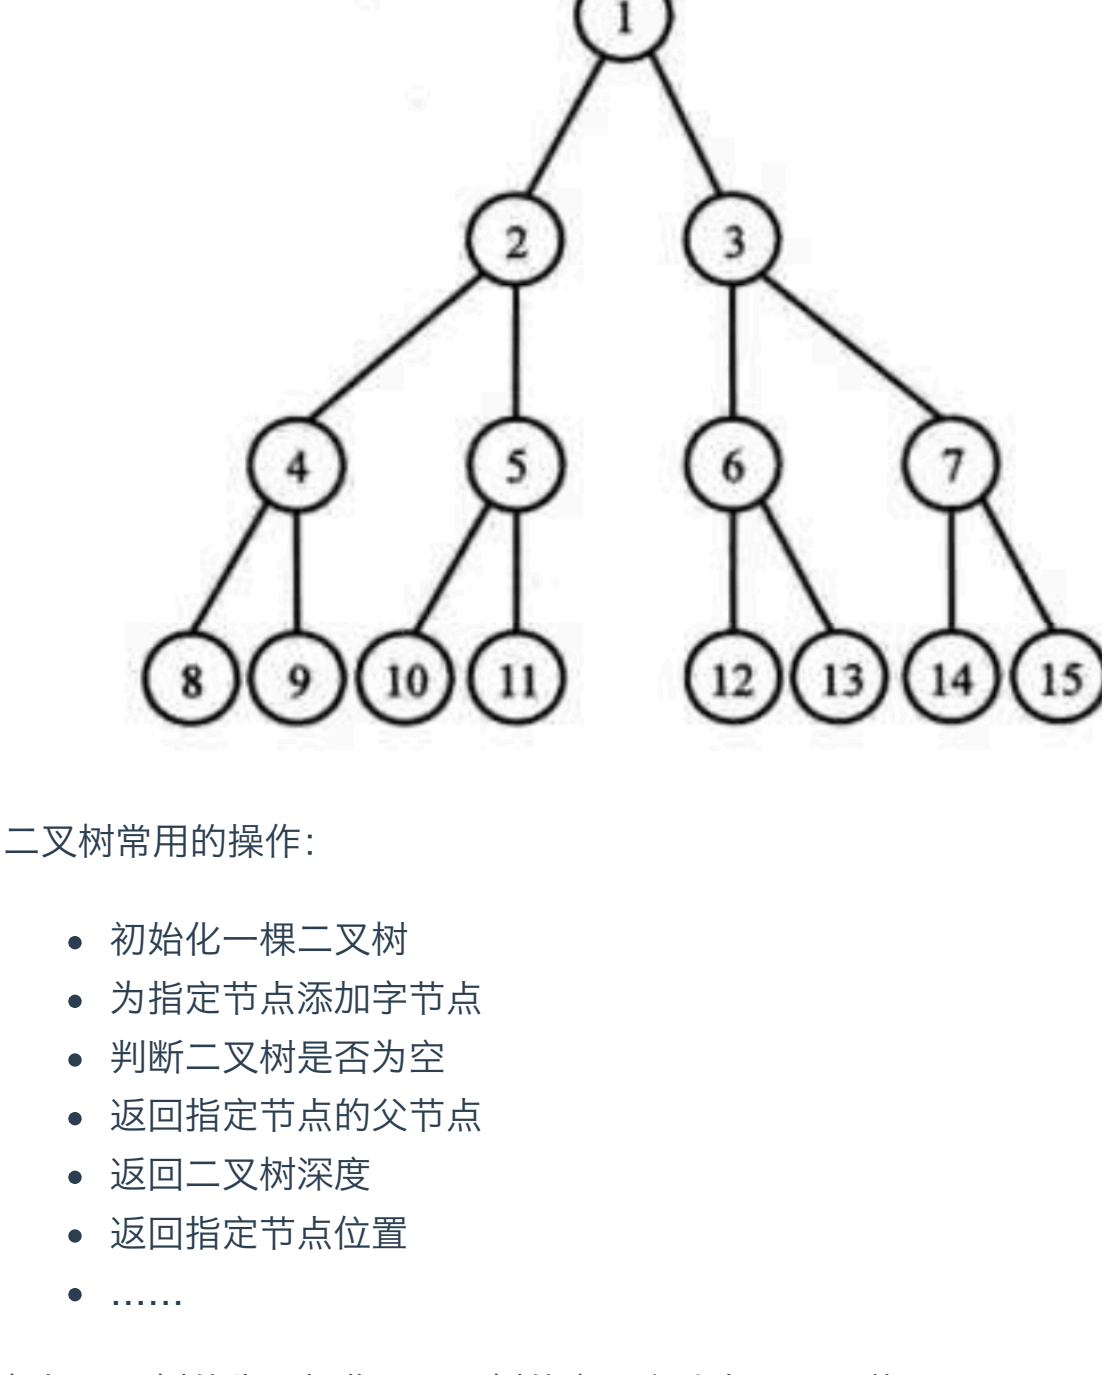 1
2 3
4 5 6 7
8 9 10 11 12 13 14 15
二叉树常用的操作：
初始化一棵二叉树
为指定节点添加字节点
判断二叉树是否为空
返回指定节点的父节点
返回二叉树深度
返回指定节点位置
……